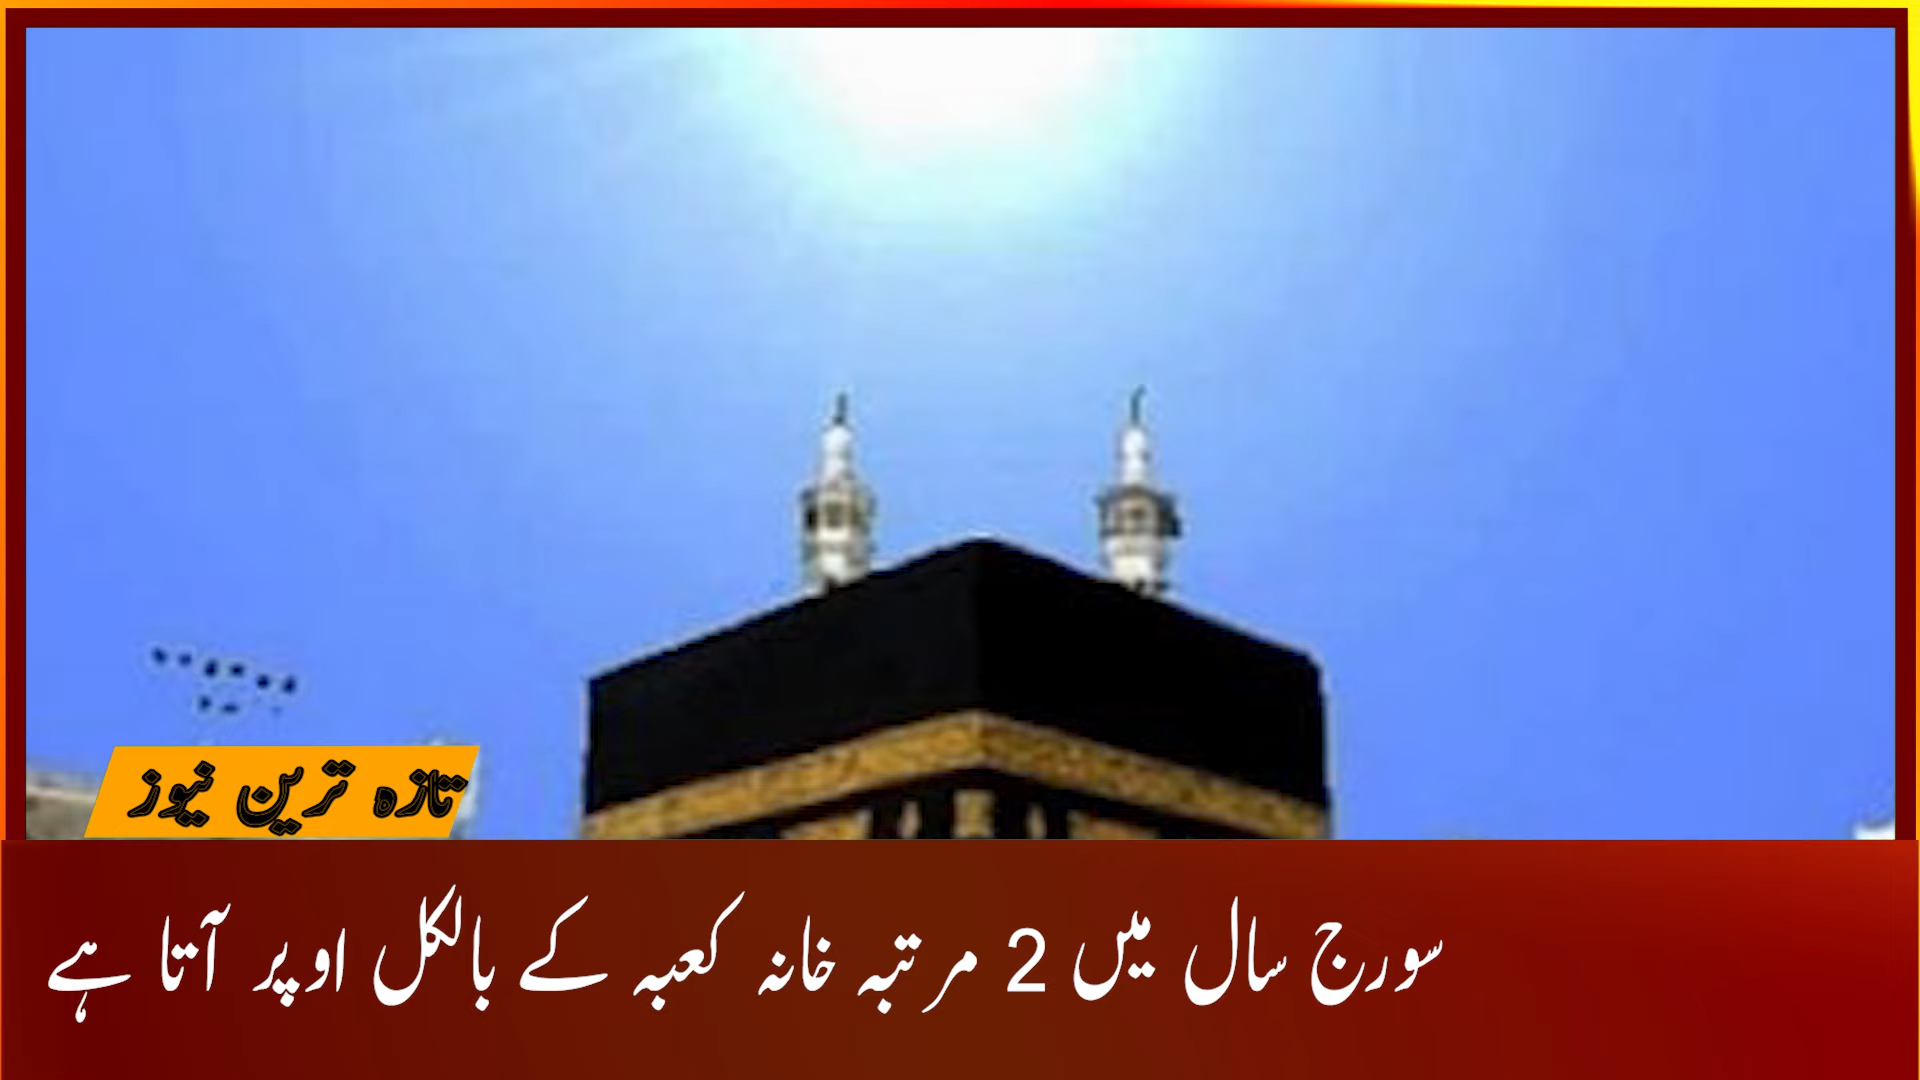 تازہ ترین نیوز
سورج سال میں 2 مرتبہ خانہ کعبہ کے بالکل اوپر آتا ہے